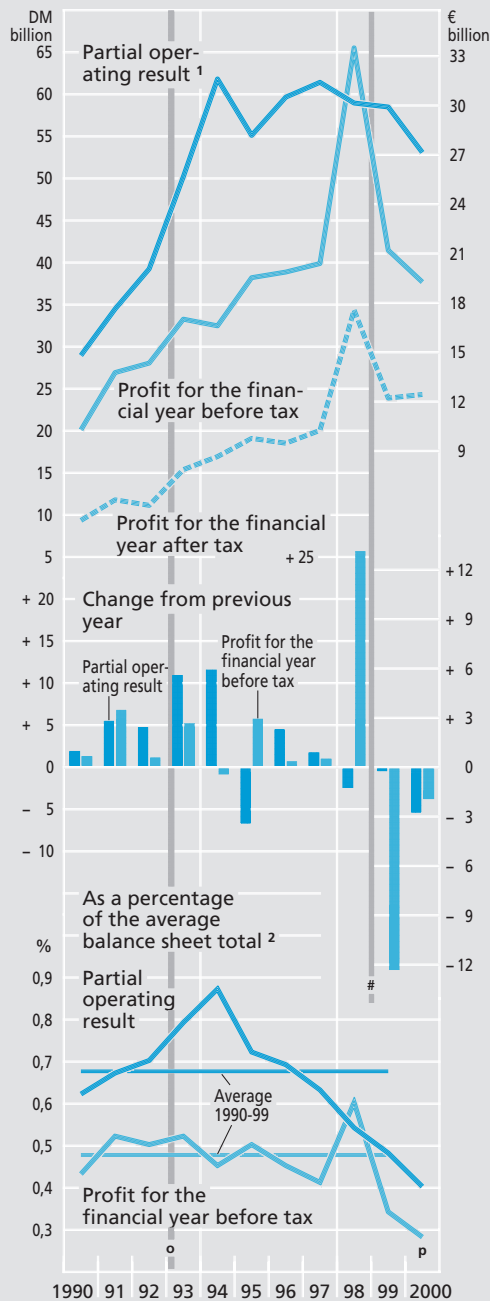 DM
billion
€
billion
65
60
55
50
45
40
35
30
25
20
15
10
5
33
30
27
24
21
18
15
12
9
Partial oper-
ating result ¹
Profit for the finan-
cial year before tax
Profit for the financial
year after tax
+ 25
+ 20
+ 15
+ 10
+ 5
0
– 5
– 10
+ 12
+ 9
+ 6
+ 3
0
– 3
– 6
– 9
– 12
Change from previous
year
Partial oper-
ating result
Profit for the
financial year
before tax
As a percentage
of the average
balance sheet total ²
%
0,9
0,8
0,7
0,6
0,5
0,4
0,3
Partial
operating
result
Average
1990-99
Profit for the
financial year before tax
#
o
p
1990 91 92 93 94 95 96 97 98 99 2000